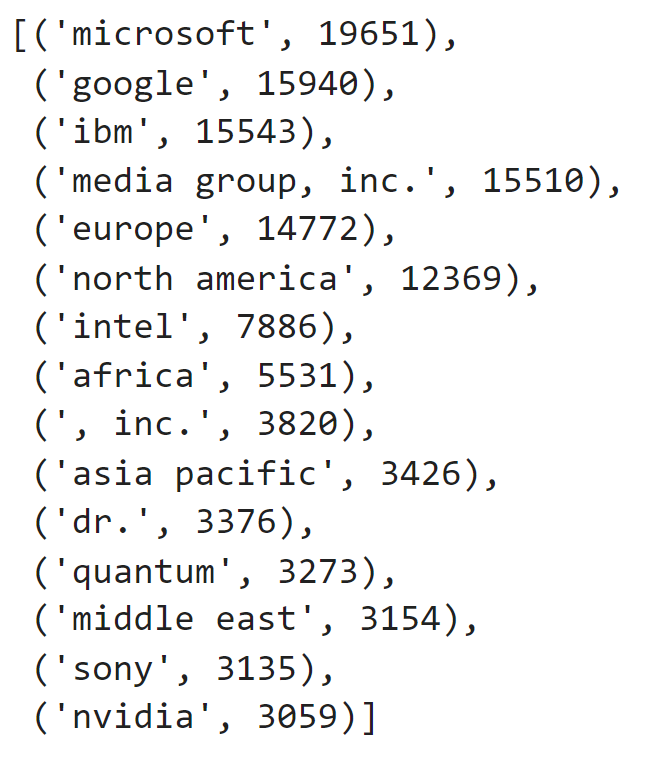 [('microsoft', 19651),
('google', 15940),
('ibm', 15543),
('media group, inc.', 15510),
('europe', 14772),
('north america', 12369),
('intel', 7886),
('africa', 5531),
(', inc.', 3820),
('asia pacific', 3426),
('dr.', 3376),
('quantum', 3273),
('middle east', 3154),
('sony', 3135),
('nvidia', 3059)]